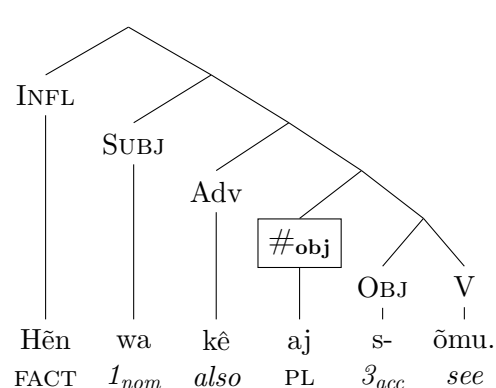 INFL
SUBJ
Adv
#obj
OBJ V
Hẽn wa kê aj s- õmu.
FACT 1nom also PL 3acc see